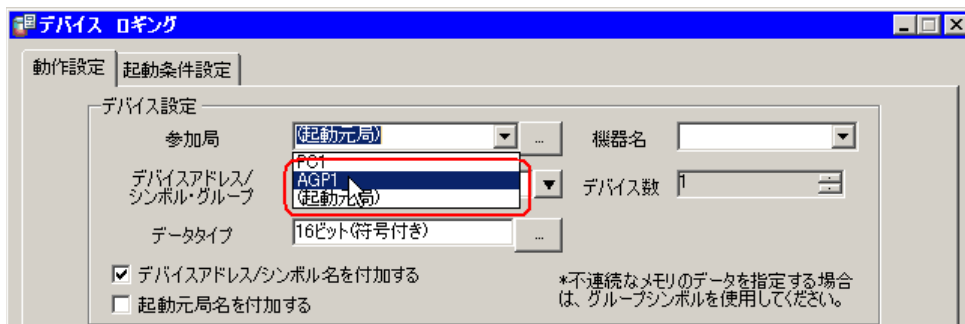 デバイス ロギング
動作設定 起動条件設定
デバイス設定
参加局 (起動元局) ... 機器名
PC1
AGP1
(起動元局)
デバイスアドレス/
シンボル・グループ
デバイス数 1
データタイプ 16ビット(符号付き) ...
デバイスアドレス/シンボル名を付加する
起動元局名を付加する
*不連続なメモリのデータを指定する場合
は、グループシンボルを使用してください。